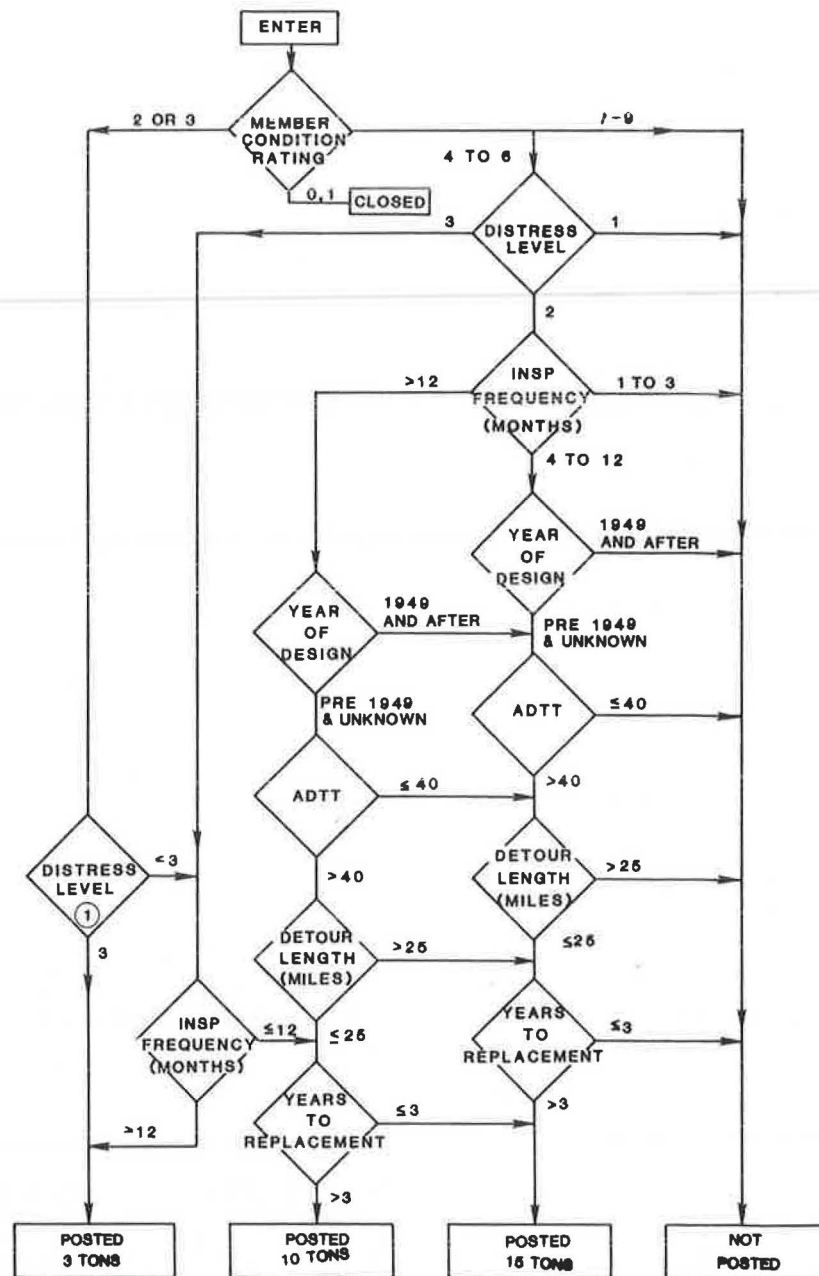 ENTER
2 OR 3
MEMBER
CONDITION
RATING
7-9
4 TO 6
0,1
CLOSED
3
DISTRESS
LEVEL
1
2
>12
INSP
FREQUENCY
(MONTHS)
1 TO 3
4 TO 12
YEAR
OF
DESIGN
1949
AND AFTER
YEAR
OF
DESIGN
1949
AND AFTER
PRE 1949
& UNKNOWN
PRE 1949
& UNKNOWN
ADTT
≤40
ADTT
≤40
>40
DISTRESS
LEVEL
1
<3
3
>40
DETOUR
LENGTH
(MILES)
>25
≤25
DETOUR
LENGTH
(MILES)
>25
≤25
INSP
FREQUENCY
(MONTHS)
≤12
>12
YEARS
TO
REPLACEMENT
≤3
>3
YEARS
TO
REPLACEMENT
≤3
>3
POSTED
3 TONS
POSTED
10 TONS
POSTED
15 TONS
NOT
POSTED